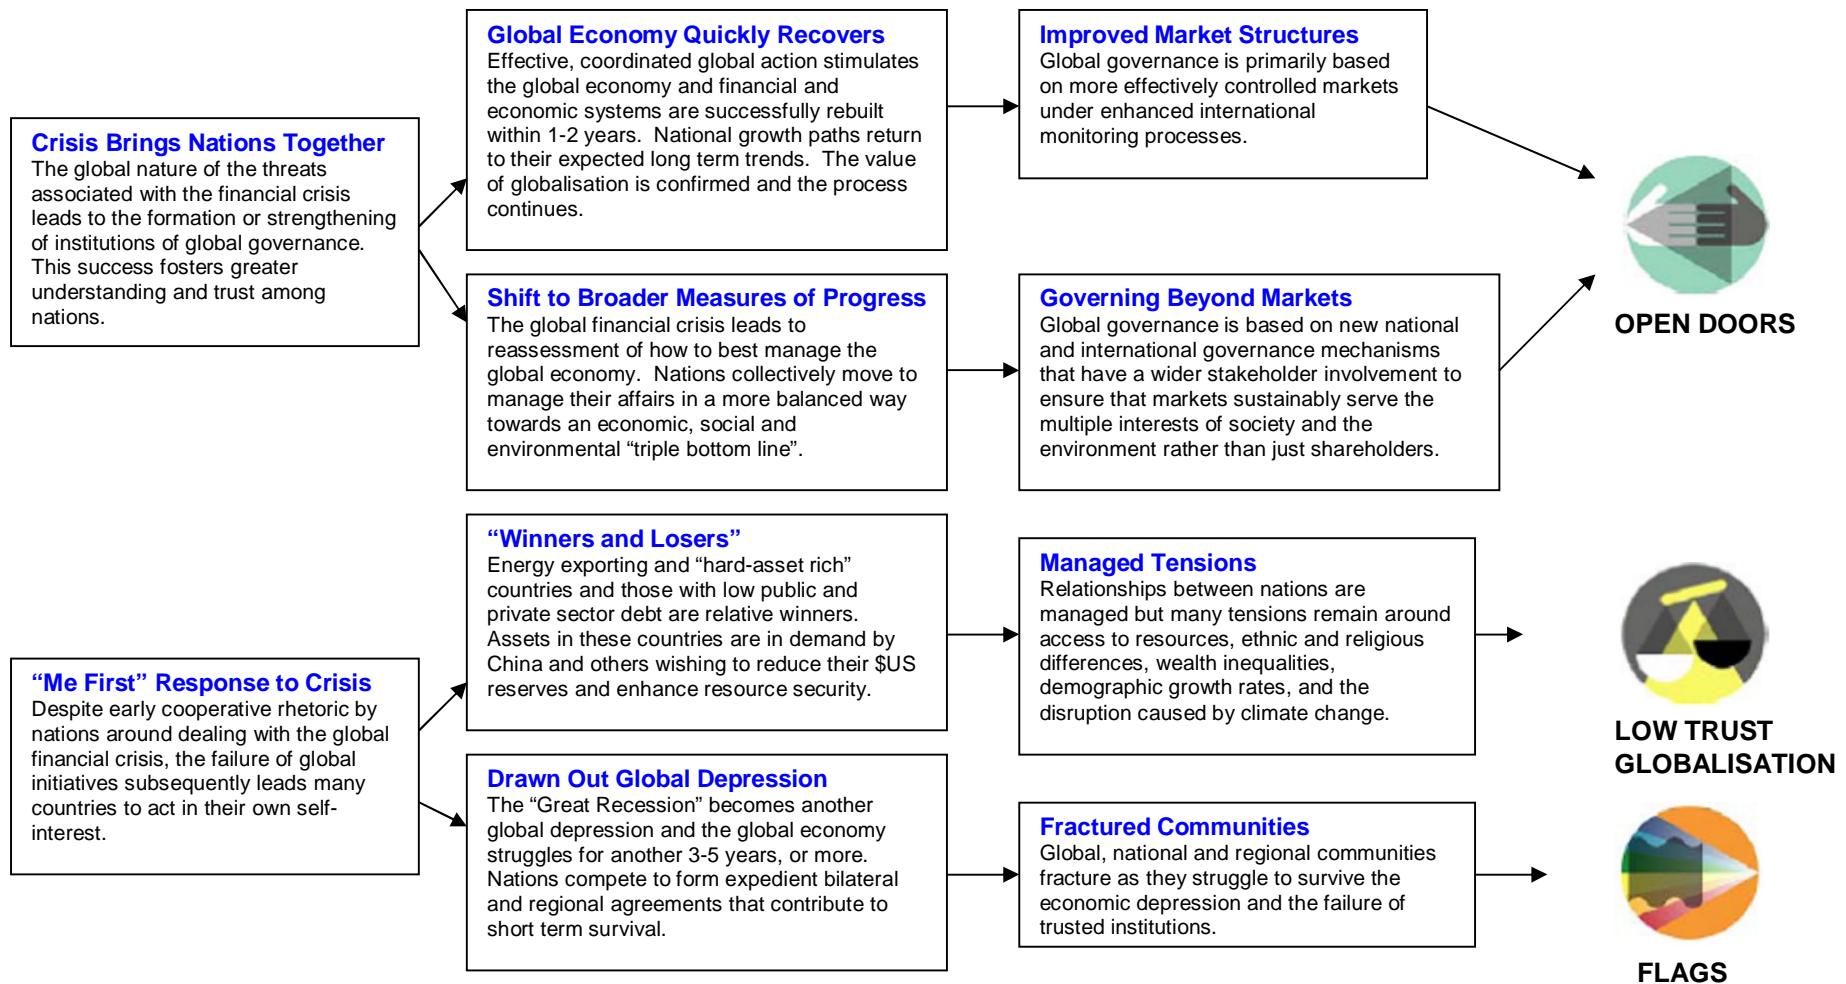 Crisis Brings Nations Together
The global nature of the threats
associated with the financial crisis
leads to the formation or strengthening
of institutions of global governance.
This success fosters greater
understanding and trust among
nations.
Global Economy Quickly Recovers
Effective, coordinated global action stimulates
the global economy and financial and
economic systems are successfully rebuilt
within 1-2 years.  National growth paths return
to their expected long term trends.  The value
of globalisation is confirmed and the process
continues.
Improved Market Structures
Global governance is primarily based
on more effectively controlled markets
under enhanced international
monitoring processes.
Shift to Broader Measures of Progress
The global financial crisis leads to
reassessment of how to best manage the
global economy.  Nations collectively move to
manage their affairs in a more balanced way
towards an economic, social and
environmental “triple bottom line”.
Governing Beyond Markets
Global governance is based on new national
and international governance mechanisms
that have a wider stakeholder involvement to
ensure that markets sustainably serve the
multiple interests of society and the
environment rather than just shareholders.
OPEN DOORS
“Me First” Response to Crisis
Despite early cooperative rhetoric by
nations around dealing with the global
financial crisis, the failure of global
initiatives subsequently leads many
countries to act in their own self-
interest.
“Winners and Losers”
Energy exporting and “hard-asset rich”
countries and those with low public and
private sector debt are relative winners.
Assets in these countries are in demand by
China and others wishing to reduce their $US
reserves and enhance resource security.
Managed Tensions
Relationships between nations are
managed but many tensions remain around
access to resources, ethnic and religious
differences, wealth inequalities,
demographic growth rates, and the
disruption caused by climate change.
LOW TRUST
GLOBALISATION
Drawn Out Global Depression
The “Great Recession” becomes another
global depression and the global economy
struggles for another 3-5 years, or more.
Nations compete to form expedient bilateral
and regional agreements that contribute to
short term survival.
Fractured Communities
Global, national and regional communities
fracture as they struggle to survive the
economic depression and the failure of
trusted institutions.
FLAGS